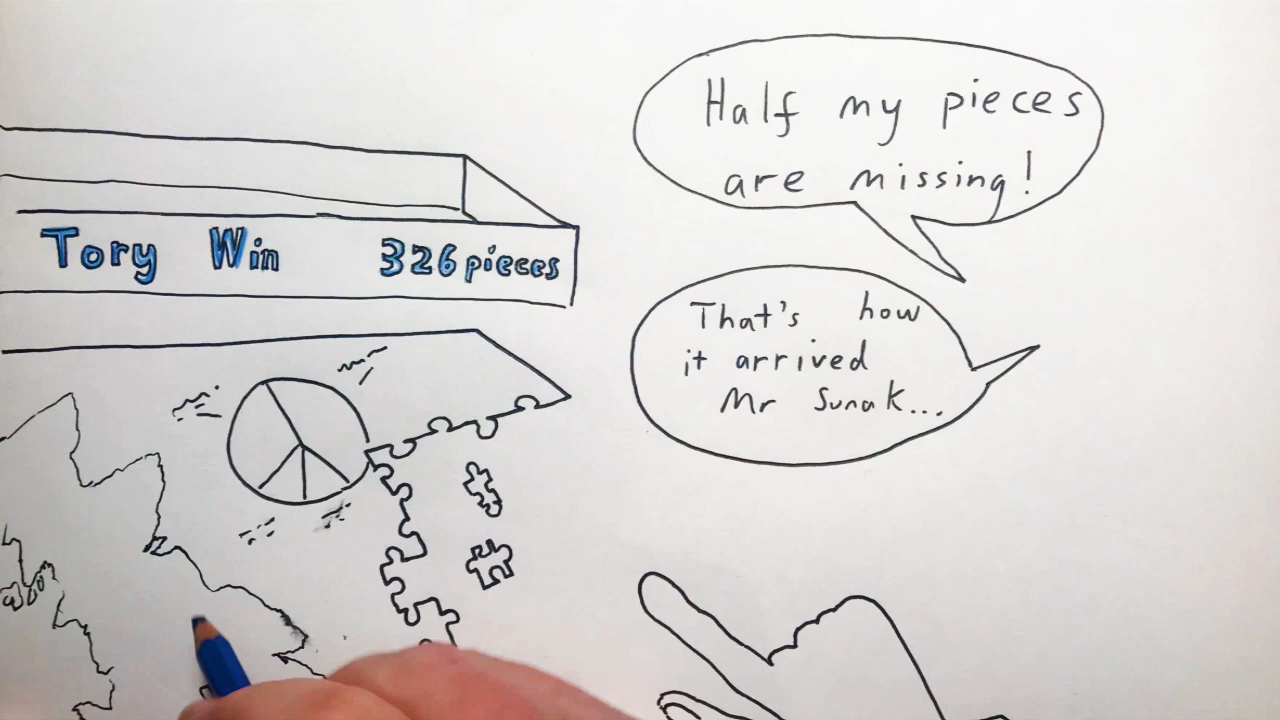 Half my pieces
are missing!
Tory Win 326 pieces
That's how
it arrived
Mr Sunak...